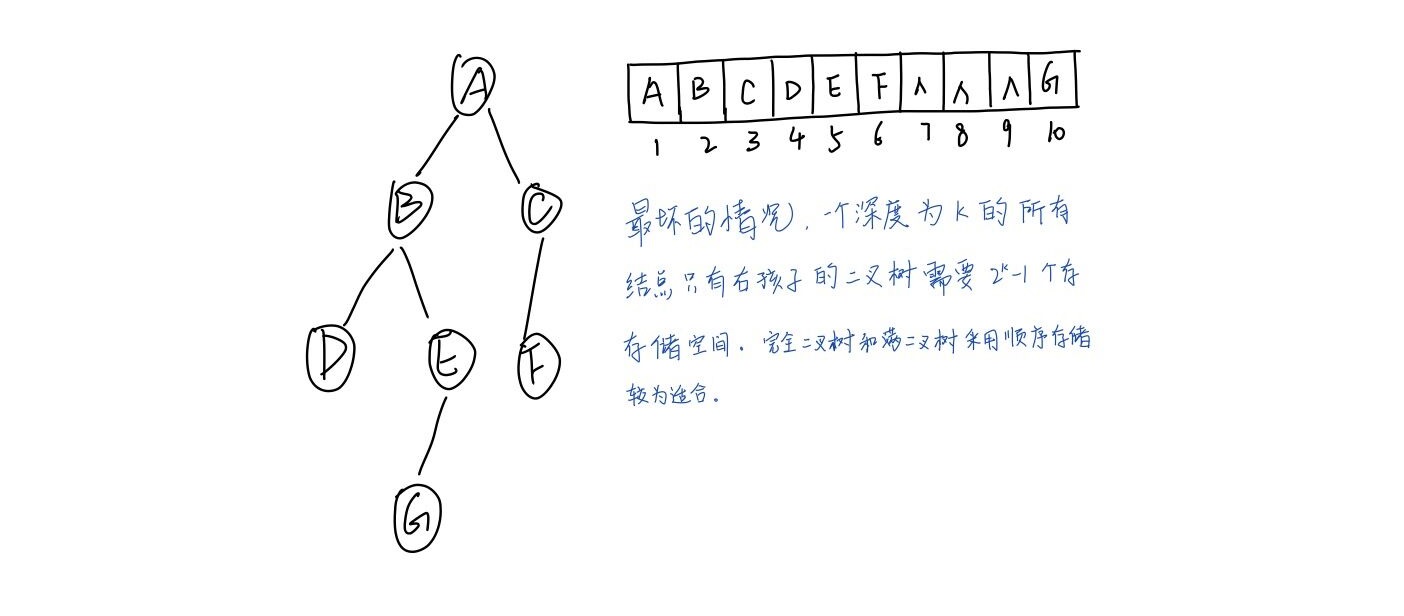 A
B
C
D
E
F
G
A B C D E F ∧ ∧ ∧ G
1 2 3 4 5 6 7 8 9 10
最坏的情况,一个深度为k的所有
结点只有右孩子的二叉树需要2ᵏ-1个存
存储空间.完全二叉树和满二叉树采用顺序存储
较为适合。